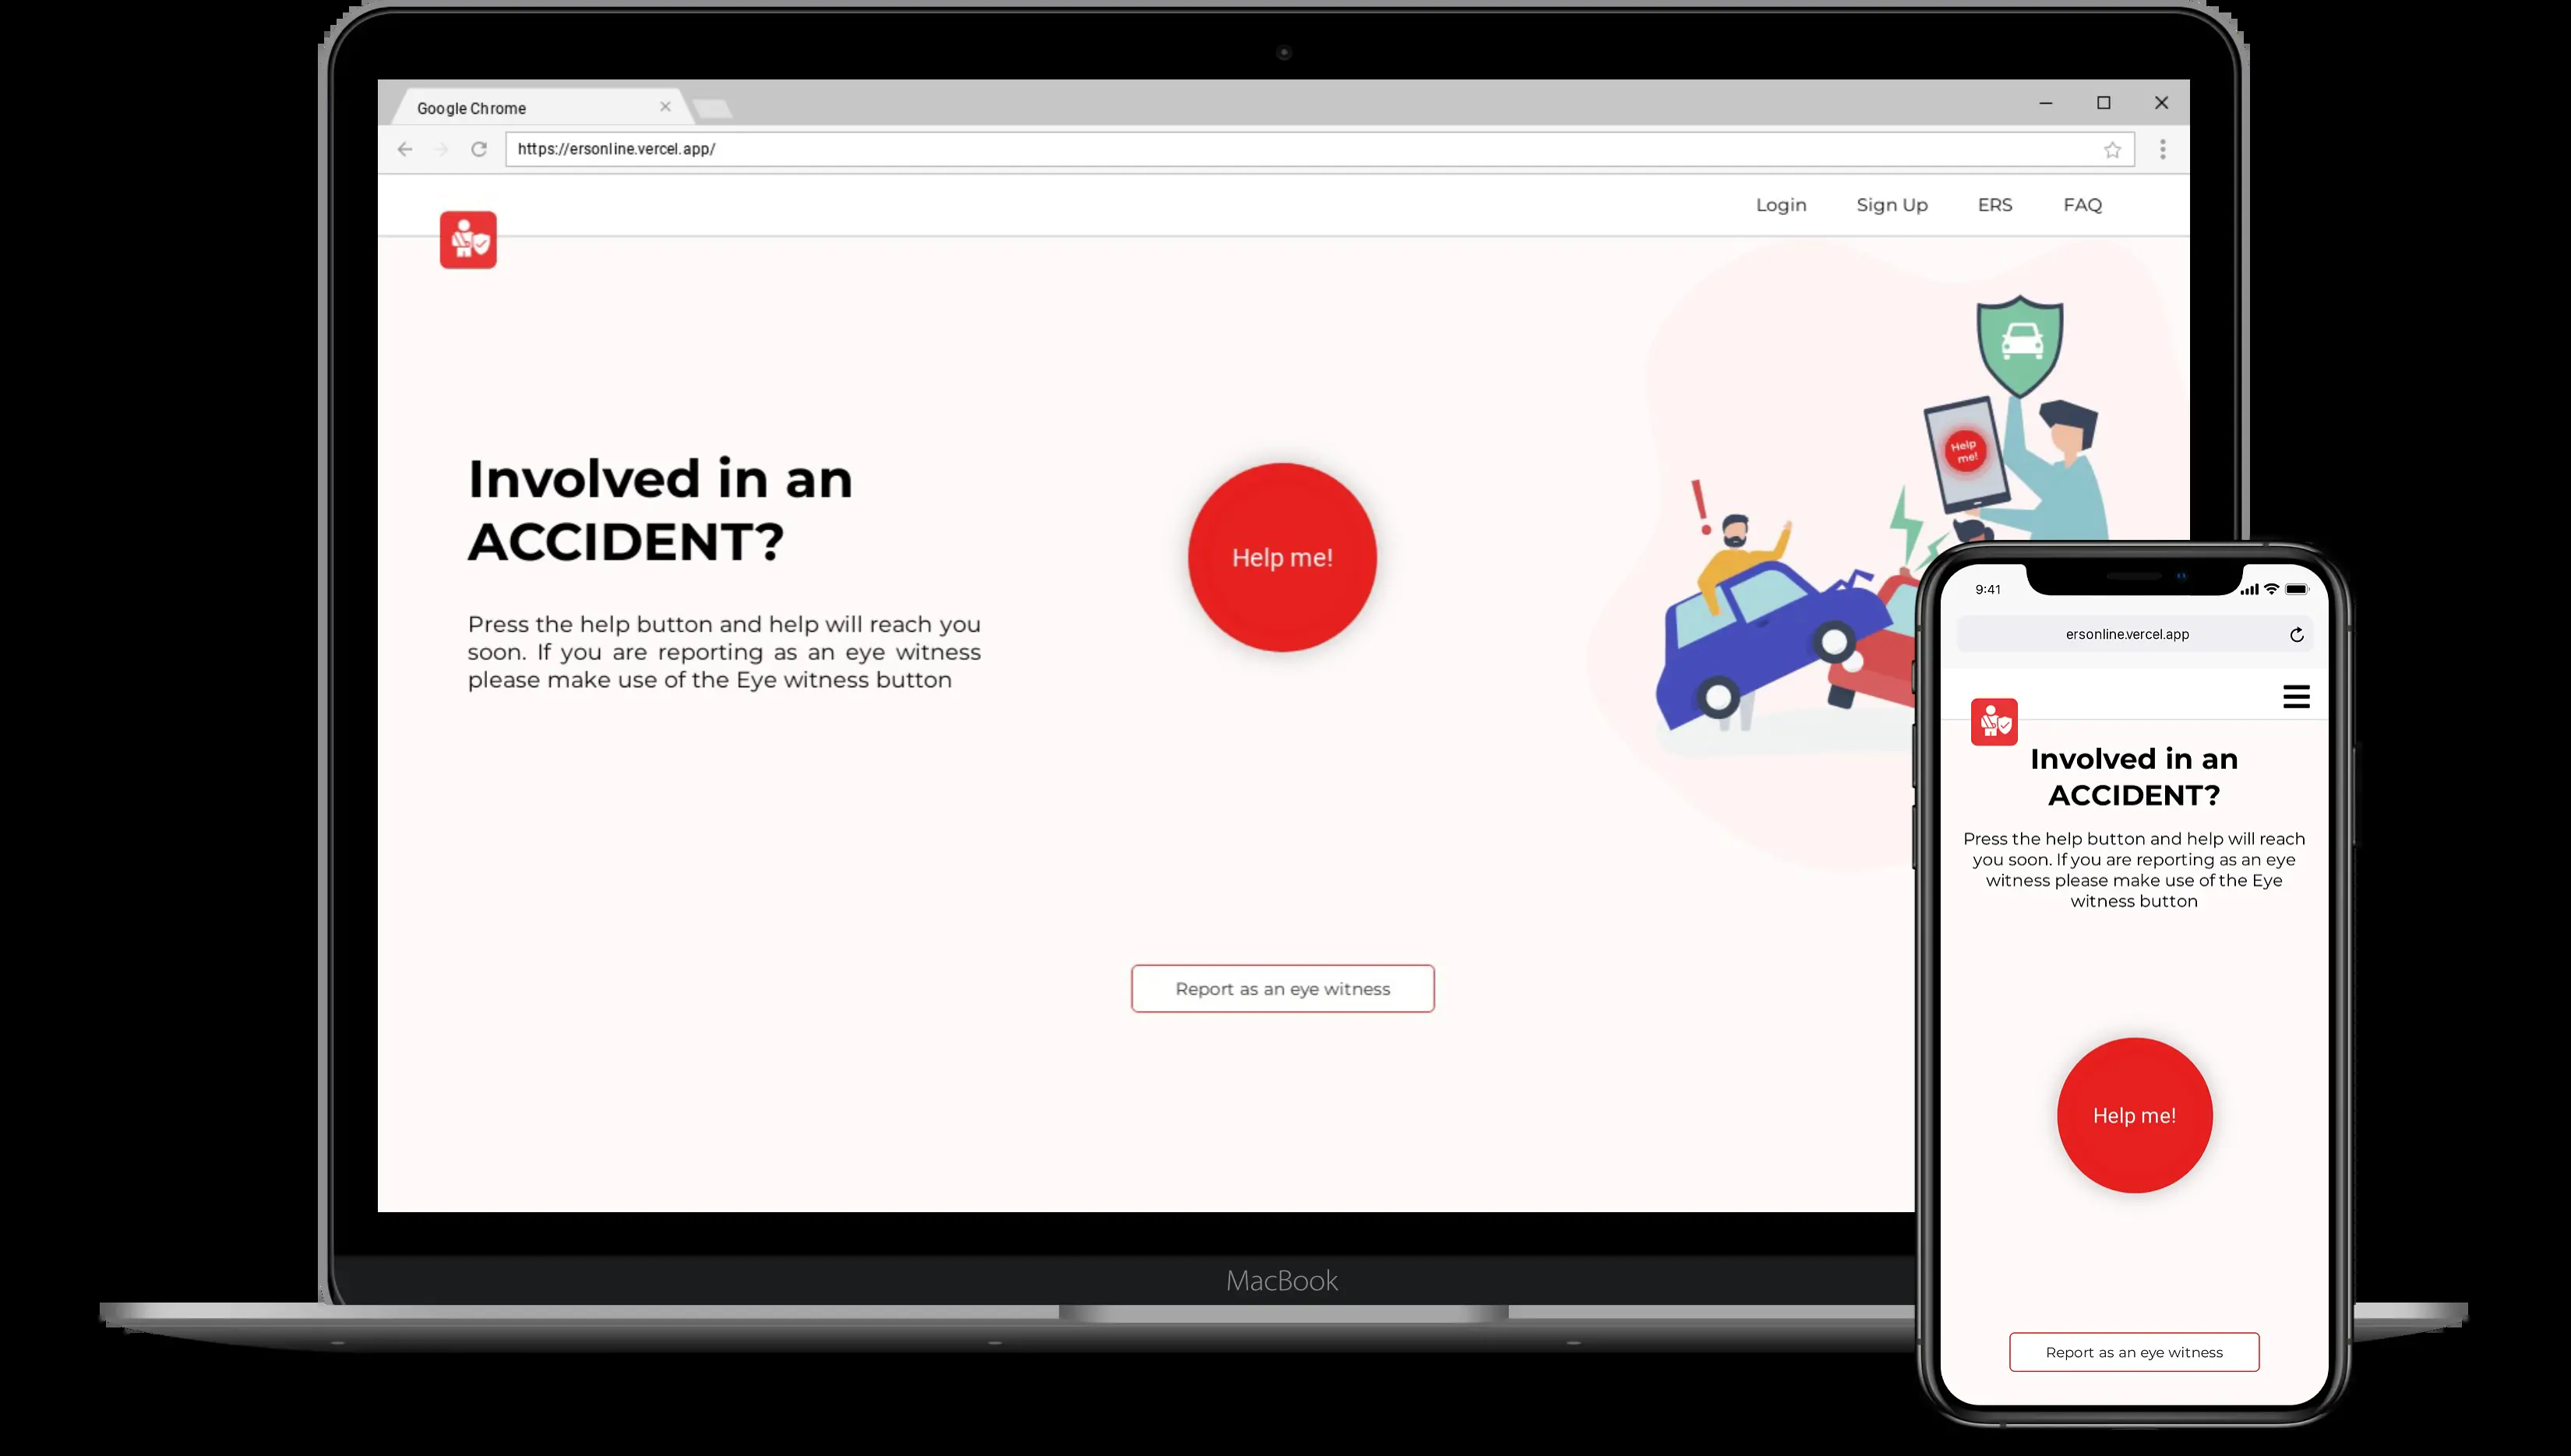 Google Chrome
https://ersonline.vercel.app/
Login Sign Up ERS FAQ
Involved in an
ACCIDENT?
Press the help button and help will reach you
soon. If you are reporting as an eye witness
please make use of the Eye witness button
Help me!
Help
me!
!
Report as an eye witness
MacBook
9:41
ersonline.vercel.app
Involved in an
ACCIDENT?
Press the help button and help will reach
you soon. If you are reporting as an eye
witness please make use of the Eye
witness button
Help me!
Report as an eye witness